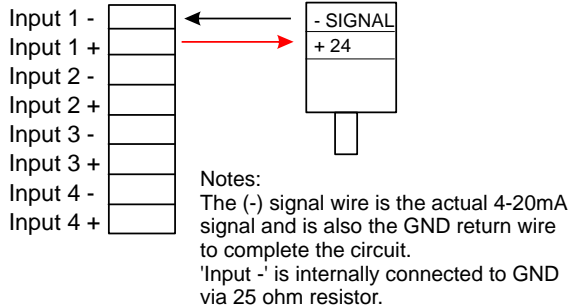 Input 1 -
Input 1 +
Input 2 -
Input 2 +
Input 3 -
Input 3 +
Input 4 -
Input 4 +
- SIGNAL
+ 24
Notes:
The (-) signal wire is the actual 4-20mA
signal and is also the GND return wire
to complete the circuit.
'Input -' is internally connected to GND
via 25 ohm resistor.